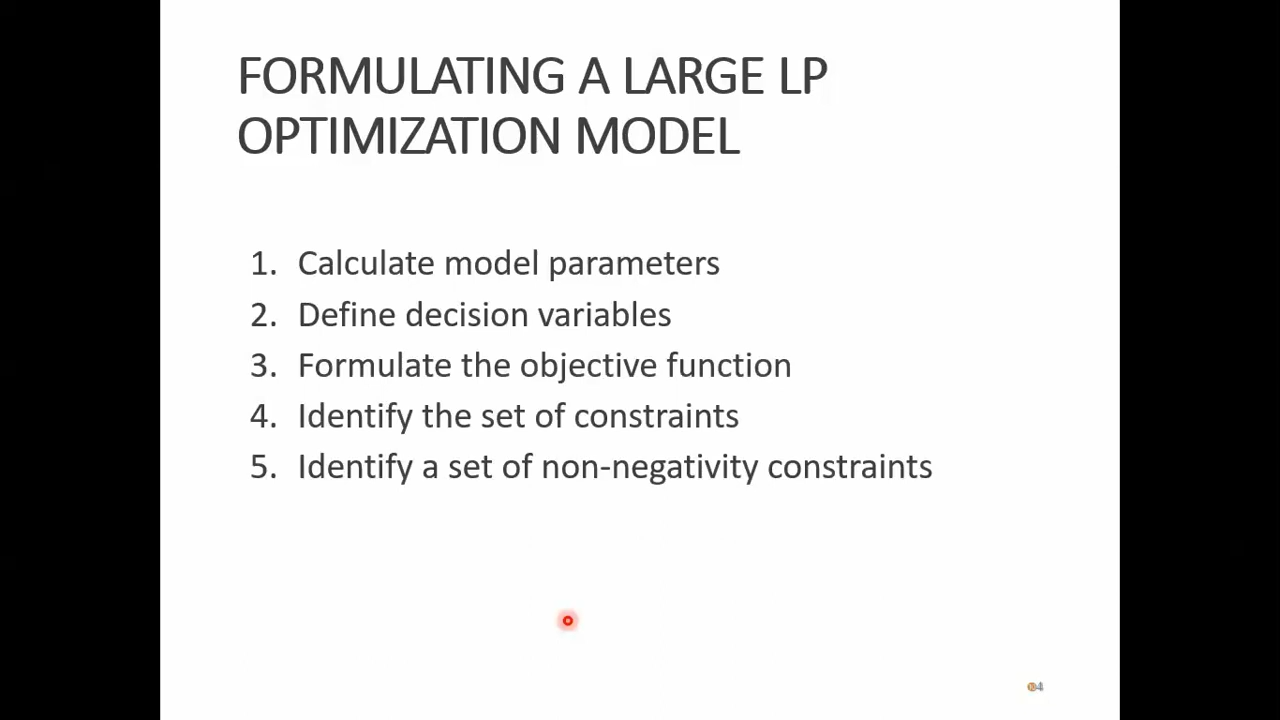 FORMULATING A LARGE LP
OPTIMIZATION MODEL
1. Calculate model parameters
2. Define decision variables
3. Formulate the objective function
4. Identify the set of constraints
5. Identify a set of non-negativity constraints